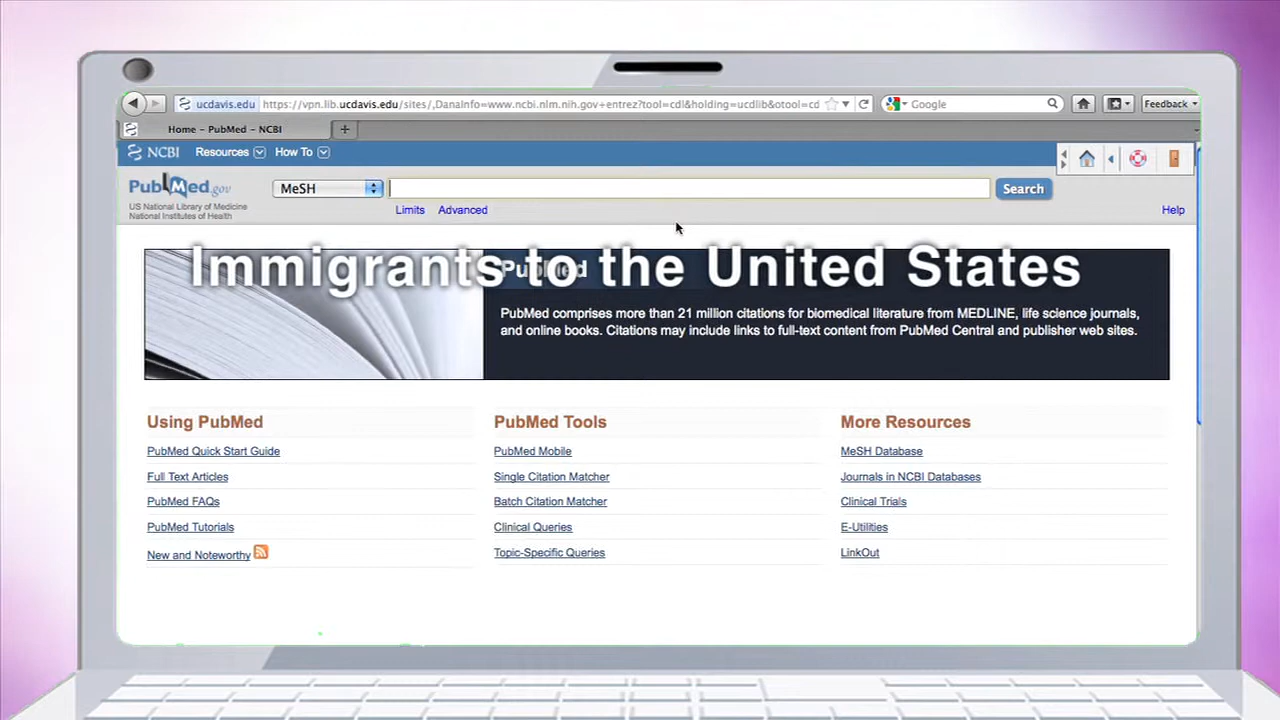 ucdavis.edu https://vpn.lib.ucdavis.edu/sites/,DanaInfo=www.ncbi.nlm.nih.gov+entrez?tool=cdl&holding=ucdlib&otool=cd Google Feedback
Home – PubMed – NCBI +
NCBI Resources How To
PubMed.gov
US National Library of Medicine
National Institutes of Health
MeSH Search
Limits Advanced Help
Immigrants to the United States
PubMed
PubMed comprises more than 21 million citations for biomedical literature from MEDLINE, life science journals,
and online books. Citations may include links to full-text content from PubMed Central and publisher web sites.
Using PubMed
PubMed Quick Start Guide
Full Text Articles
PubMed FAQs
PubMed Tutorials
New and Noteworthy
PubMed Tools
PubMed Mobile
Single Citation Matcher
Batch Citation Matcher
Clinical Queries
Topic-Specific Queries
More Resources
MeSH Database
Journals in NCBI Databases
Clinical Trials
E-Utilities
LinkOut